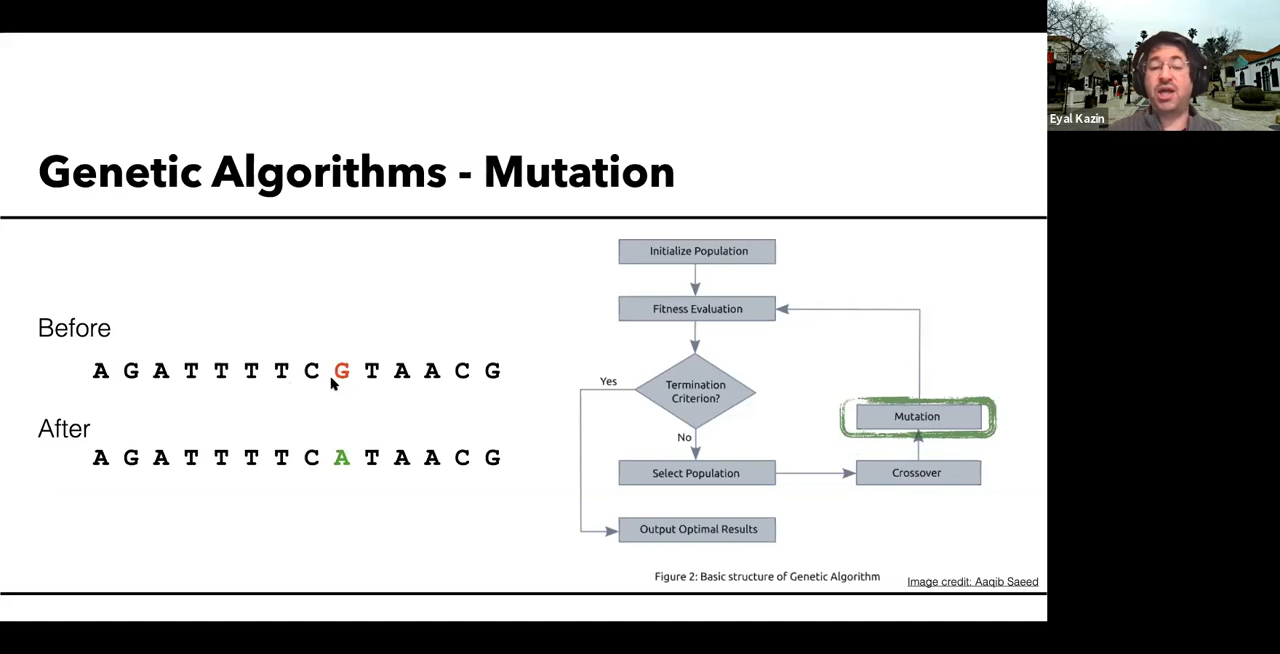 Eyal Kazin
Genetic Algorithms - Mutation
Before
A G A T T T T C G T A A C G
After
A G A T T T T C A T A A C G
Initialize Population
Fitness Evaluation
Termination
Criterion?
Yes
No
Select Population
Crossover
Mutation
Output Optimal Results
Figure 2: Basic structure of Genetic Algorithm
Image credit: Aaqib Saeed